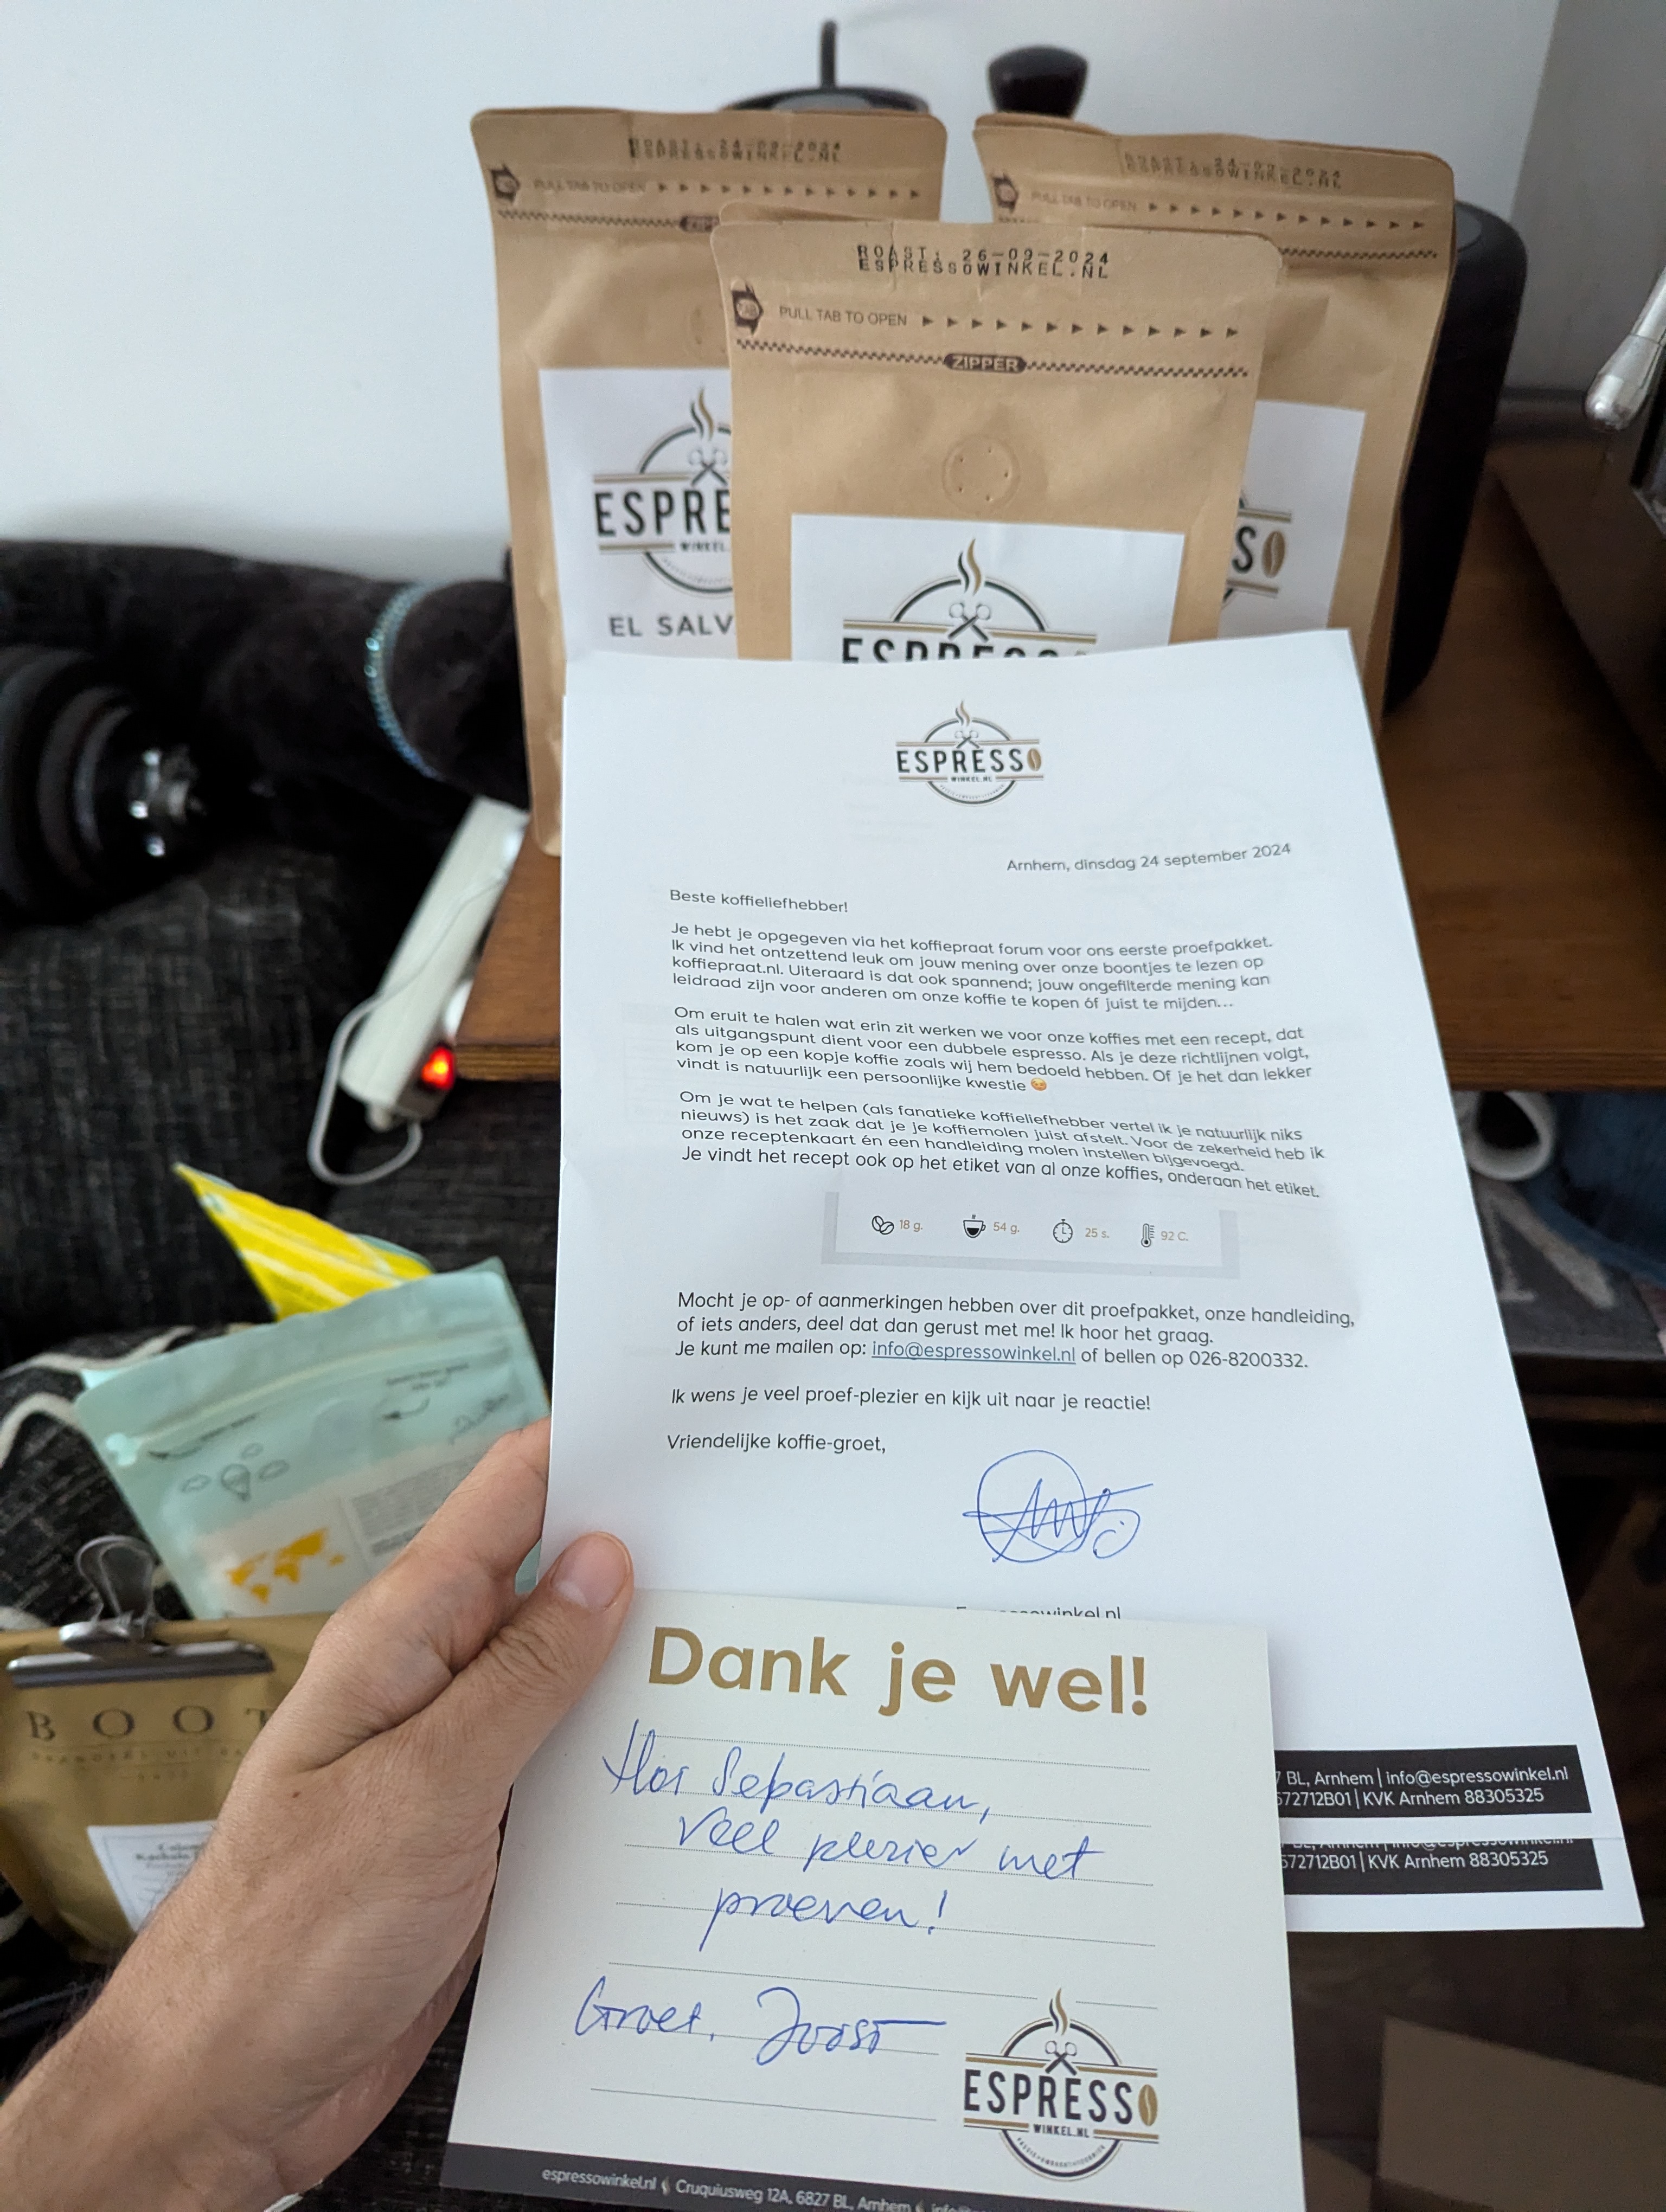 ROAST: 24-09-2024
ESPRESSOWINKEL.NL
PULL TAB TO OPEN
ROAST: 24-09-2024
ESPRESSOWINKEL.NL
PULL TAB TO OPEN
ROAST: 26-09-2024
ESPRESSOWINKEL.NL
PULL TAB TO OPEN
ZIPPER
ESPRE
WINKEL.
EL SALV
SO
ESPRESSO
ESPRESSO
WINKEL.NL
Arnhem, dinsdag 24 september 2024
Beste koffieliefhebber!
Je hebt je opgegeven via het koffiepraat forum voor ons eerste proefpakket.
Ik vind het ontzettend leuk om jouw mening over onze boontjes te lezen op
koffiepraat.nl. Uiteraard is dat ook spannend; jouw ongefilterde mening kan
leidraad zijn voor anderen om onze koffie te kopen óf juist te mijden...
Om eruit te halen wat erin zit werken we voor onze koffies met een recept, dat
als uitgangspunt dient voor een dubbele espresso. Als je deze richtlijnen volgt,
kom je op een kopje koffie zoals wij hem bedoeld hebben. Of je het dan lekker
vindt is natuurlijk een persoonlijke kwestie
Om je wat te helpen (als fanatieke koffieliefhebber vertel ik je natuurlijk niks
nieuws) is het zaak dat je je koffiemolen juist afstelt. Voor de zekerheid heb ik
onze receptenkaart én een handleiding molen instellen bijgevoegd.
Je vindt het recept ook op het etiket van al onze koffies, onderaan het etiket.
18 g. 54 g. 25 s. 92 C.
Mocht je op- of aanmerkingen hebben over dit proefpakket, onze handleiding,
of iets anders, deel dat dan gerust met me! Ik hoor het graag.
Je kunt me mailen op: info@espressowinkel.nl of bellen op 026-8200332.
Ik wens je veel proef-plezier en kijk uit naar je reactie!
Vriendelijke koffie-groet,
winkel.nl
BL, Arnhem | info@espressowinkel.nl
572712B01 | KVK Arnhem 88305325
572712B01 | KVK Arnhem 88305325
Dank je wel!
Hoi Sebastiaan,
Veel plezier met
proeven!
Groet, Joost
ESPRESSO
WINKEL.NL
espressowinkel.nl Cruquiusweg 12A, 6827 BL, Arnhem
BOOT